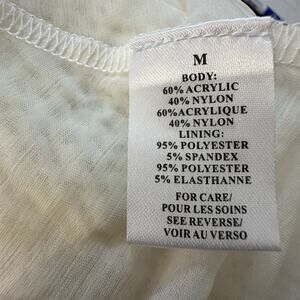 M
BODY:
60% ACRYLIC
40% NYLON
60% ACRYLIQUE
40% NYLON
LINING:
95% POLYESTER
5% SPANDEX
95% POLYESTER
5% ELASTHANNE
FOR CARE/
POUR LES SOINS
SEE REVERSE/
VOIR AU VERSO